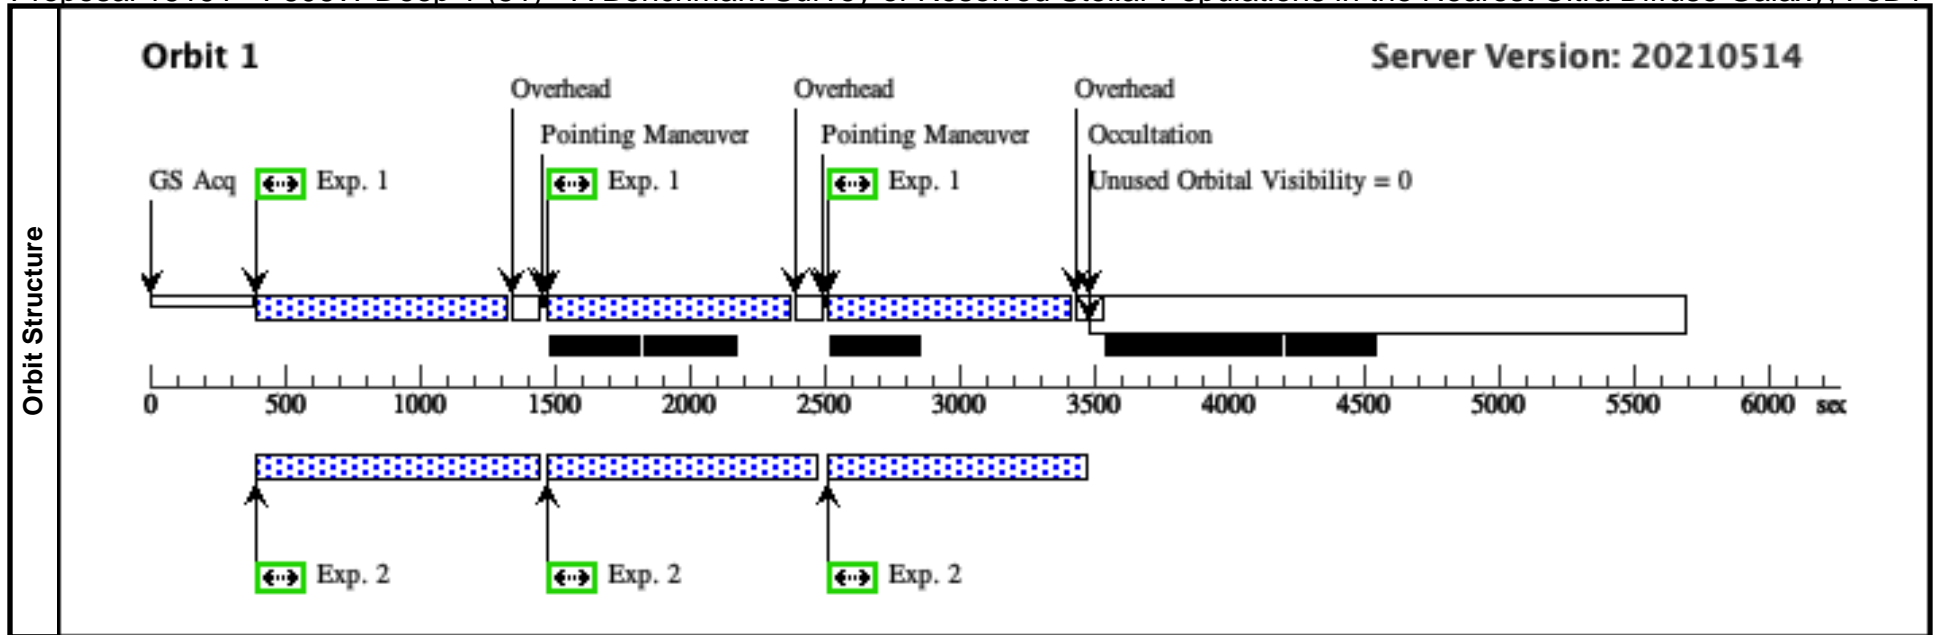 Orbit 1
Server Version: 20210514
Overhead Overhead Overhead
Pointing Maneuver Pointing Maneuver Occultation
GS Acq Exp. 1 Exp. 1 Exp. 1 Unused Orbital Visibility = 0
Orbit Structure
0 500 1000 1500 2000 2500 3000 3500 4000 4500 5000 5500 6000 sec
Exp. 2 Exp. 2 Exp. 2